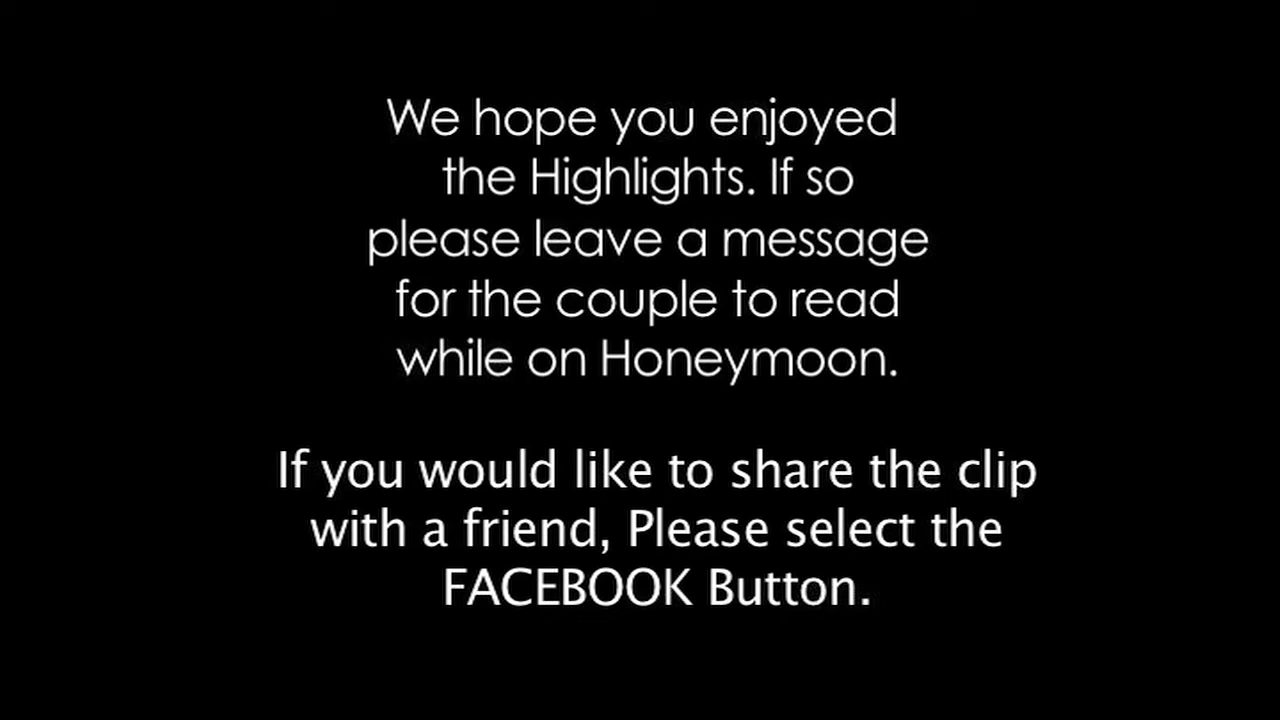 We hope you enjoyed
the Highlights. If so
please leave a message
for the couple to read
while on Honeymoon.
If you would like to share the clip
with a friend, Please select the
FACEBOOK Button.